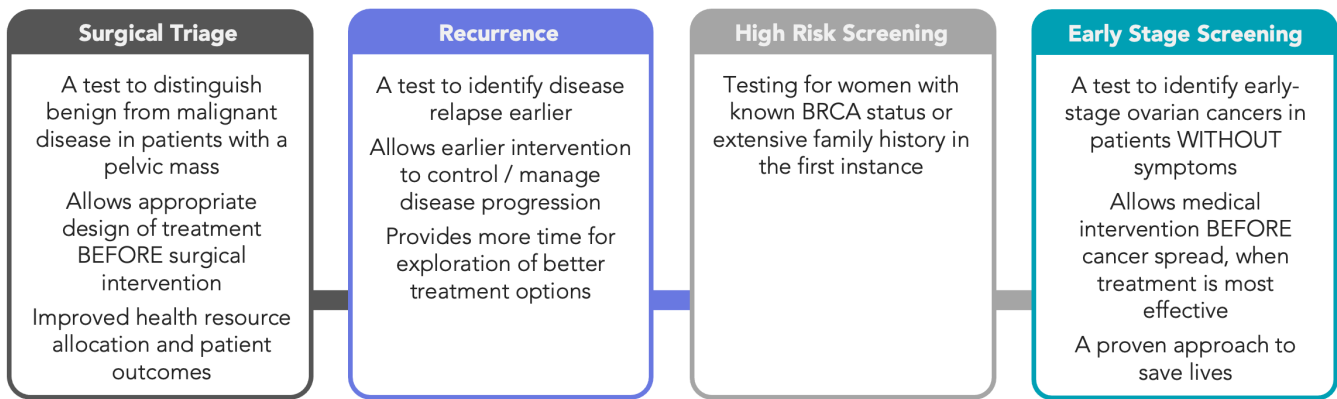 Surgical Triage
A test to distinguish
benign from malignant
disease in patients with a
pelvic mass
Allows appropriate
design of treatment
BEFORE surgical
intervention
Improved health resource
allocation and patient
outcomes
Recurrence
A test to identify disease
relapse earlier
Allows earlier intervention
to control / manage
disease progression
Provides more time for
exploration of better
treatment options
High Risk Screening
Testing for women with
known BRCA status or
extensive family history in
the first instance
Early Stage Screening
A test to identify early-
stage ovarian cancers in
patients WITHOUT
symptoms
Allows medical
intervention BEFORE
cancer spread, when
treatment is most
effective
A proven approach to
save lives